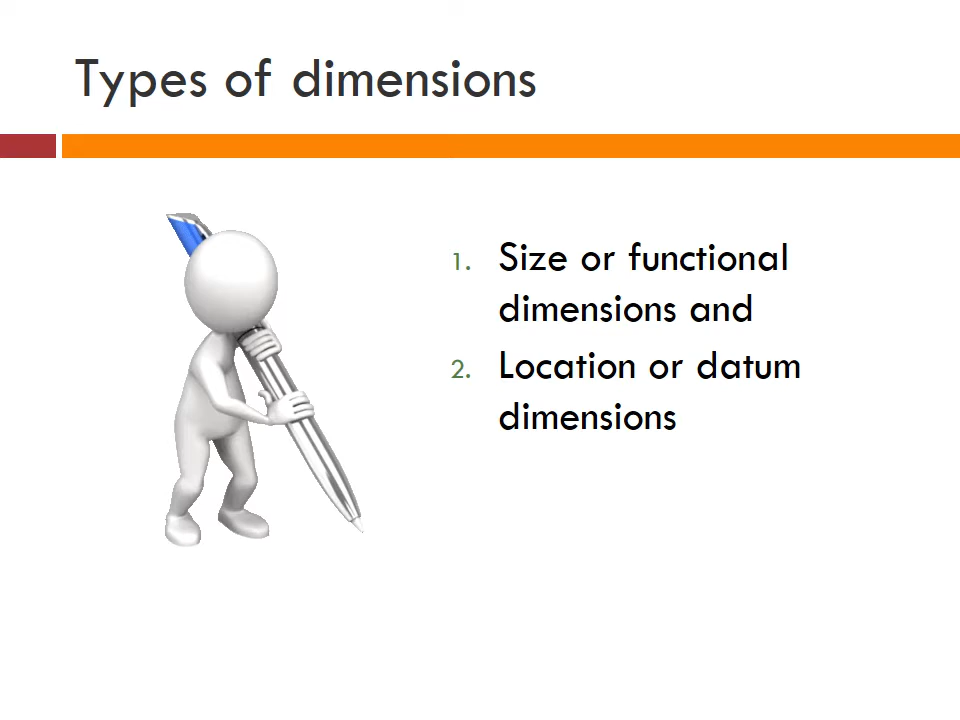 Types of dimensions
1. Size or functional
dimensions and
2. Location or datum
dimensions